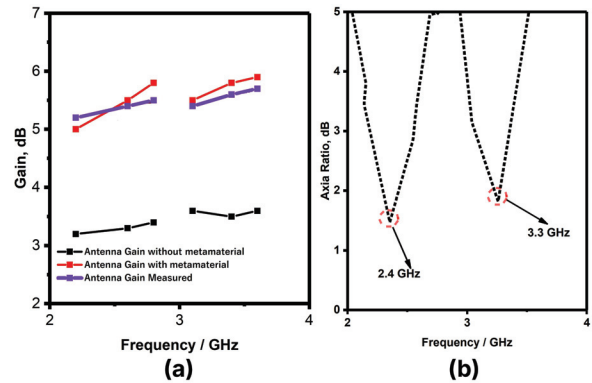 7
6
5
4
3
2
Gain, dB
Antenna Gain without metamaterial
Antenna Gain with metamaterial
Antenna Gain Measured
2
3
4
Frequency / GHz
(a)
5
4
3
2
1
0
Axia Ratio, dB
3.3 GHz
2.4 GHz
2
3
4
Frequency / GHz
(b)